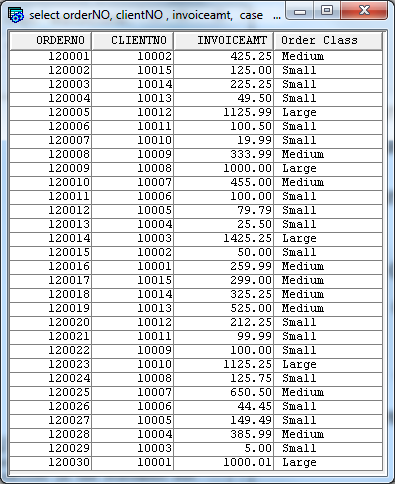 select orderNO, clientNO , invoiceamt, case ...
ORDERNO CLIENTNO INVOICEAMT Order Class
120001 10002 425.25 Medium
120002 10015 125.00 Small
120003 10014 225.25 Small
120004 10013 49.50 Small
120005 10012 1125.99 Large
120006 10011 100.50 Small
120007 10010 19.99 Small
120008 10009 333.99 Medium
120009 10008 1000.00 Large
120010 10007 455.00 Medium
120011 10006 100.00 Small
120012 10005 79.79 Small
120013 10004 25.50 Small
120014 10003 1425.25 Large
120015 10002 50.00 Small
120016 10001 259.99 Medium
120017 10015 299.00 Medium
120018 10014 325.25 Medium
120019 10013 525.00 Medium
120020 10012 212.25 Small
120021 10011 99.99 Small
120022 10009 100.00 Small
120023 10010 1125.25 Large
120024 10008 125.75 Small
120025 10007 650.50 Medium
120026 10006 44.45 Small
120027 10005 149.49 Small
120028 10004 385.99 Medium
120029 10003 5.00 Small
120030 10001 1000.01 Large